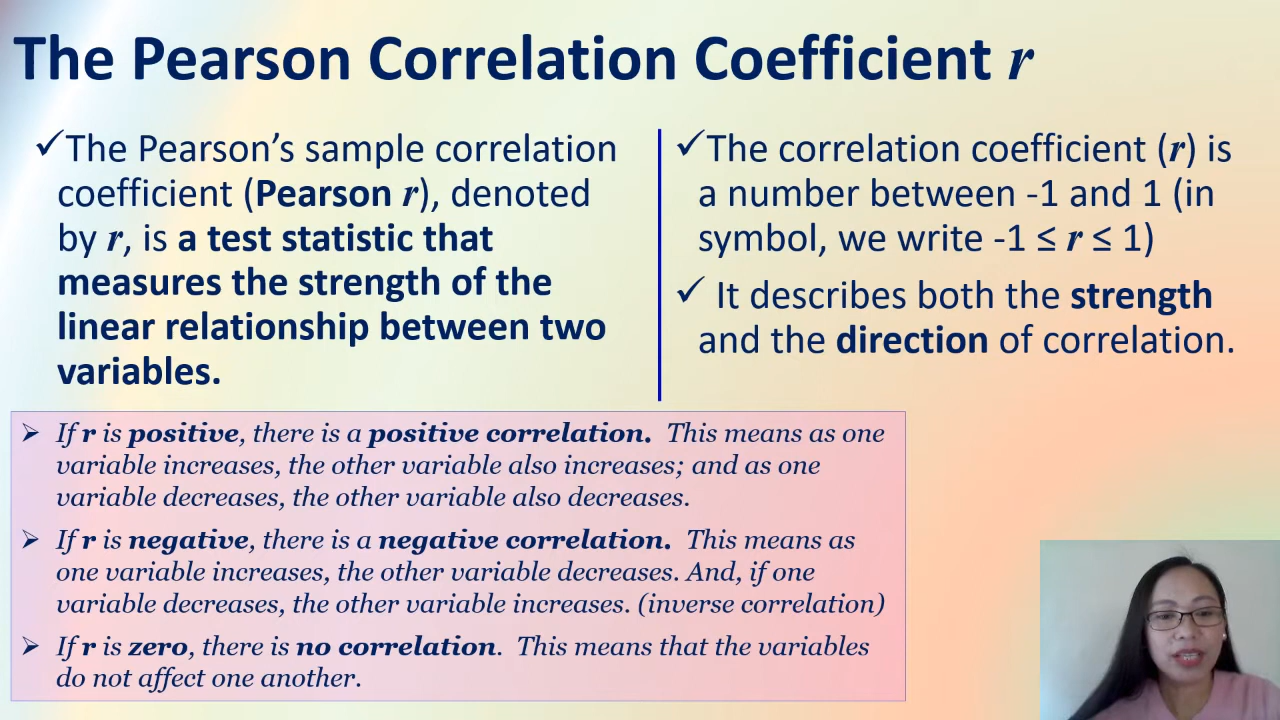 The Pearson Correlation Coefficient r
✓The Pearson's sample correlation
coefficient (Pearson r), denoted
by r, is a test statistic that
measures the strength of the
linear relationship between two
variables.
✓The correlation coefficient (r) is
a number between -1 and 1 (in
symbol, we write -1 ≤ r ≤ 1)
✓ It describes both the strength
and the direction of correlation.
➢ If r is positive, there is a positive correlation. This means as one
variable increases, the other variable also increases; and as one
variable decreases, the other variable also decreases.
➢ If r is negative, there is a negative correlation. This means as
one variable increases, the other variable decreases. And, if one
variable decreases, the other variable increases. (inverse correlation)
➢ If r is zero, there is no correlation. This means that the variables
do not affect one another.